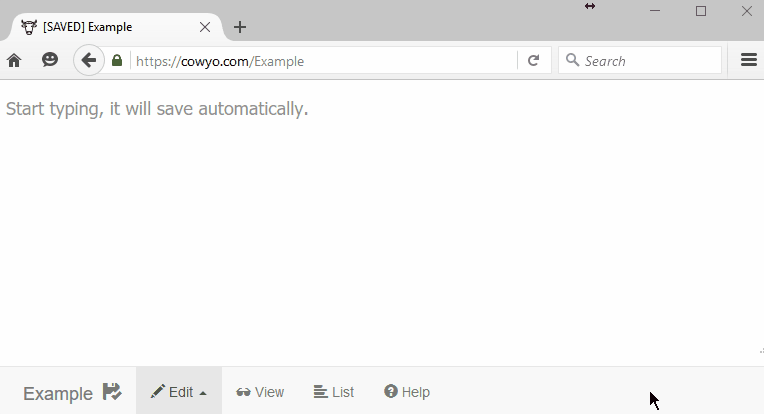 [SAVED] Example
https://cowyo.com/Example
Search
Start typing, it will save automatically.
Example Edit View List Help